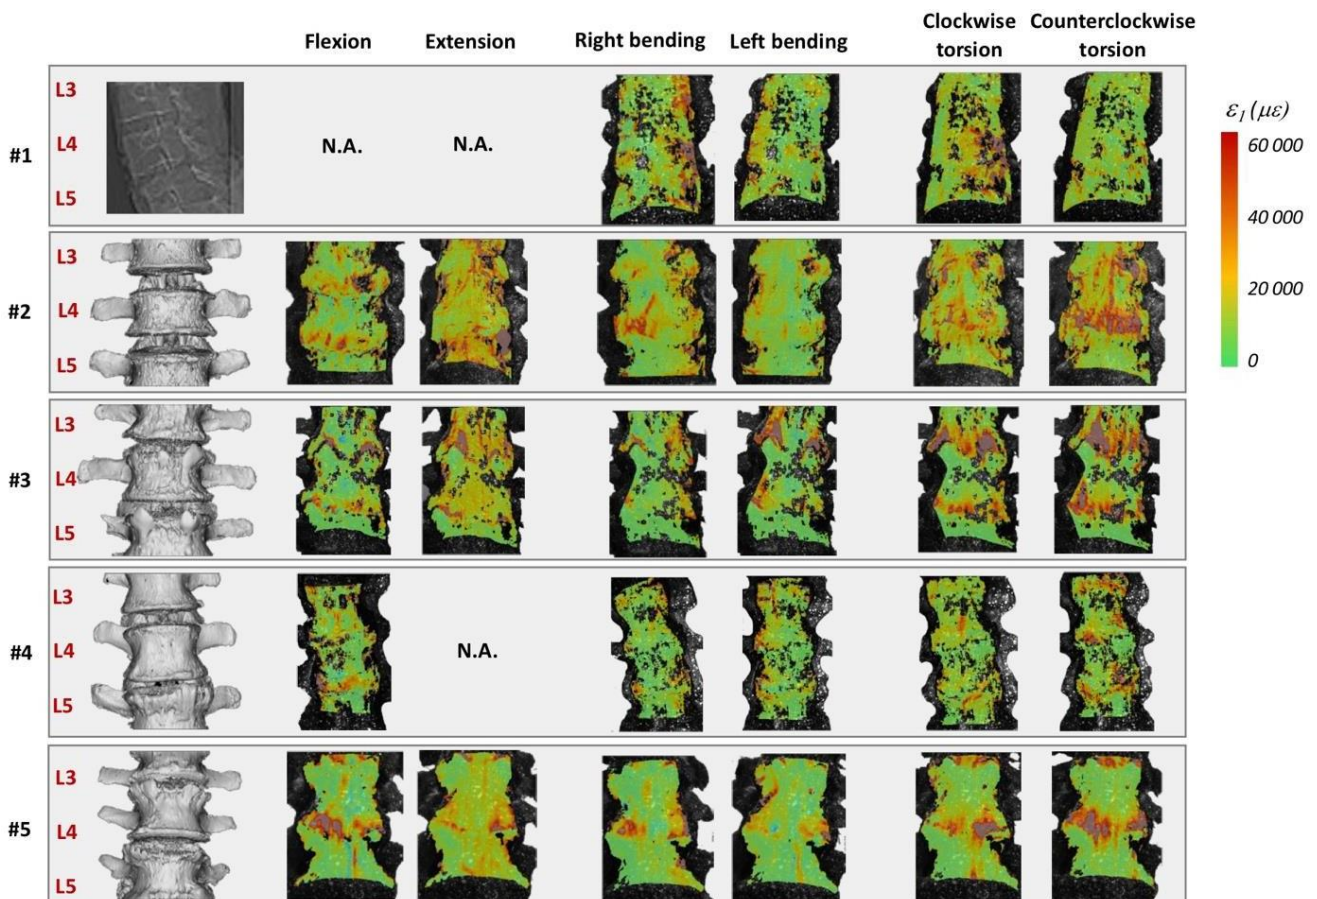 Flexion
Extension
Right bending
Left bending
Clockwise
torsion
Counterclockwise
torsion
ε₁ (με)
60 000
40 000
20 000
0
#1
L3
L4
L5
N.A.
N.A.
#2
L3
L4
L5
#3
L3
L4
L5
#4
L3
L4
L5
N.A.
#5
L3
L4
L5